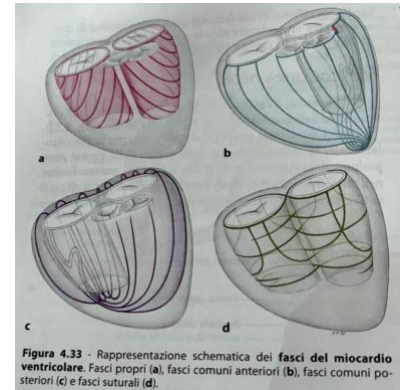 a
b
c
d
Figura 4.33 - Rappresentazione schematica dei fasci del miocardio
ventricolare. Fasci propri (a), fasci comuni anteriori (b), fasci comuni po-
steriori (c) e fasci suturali (d).